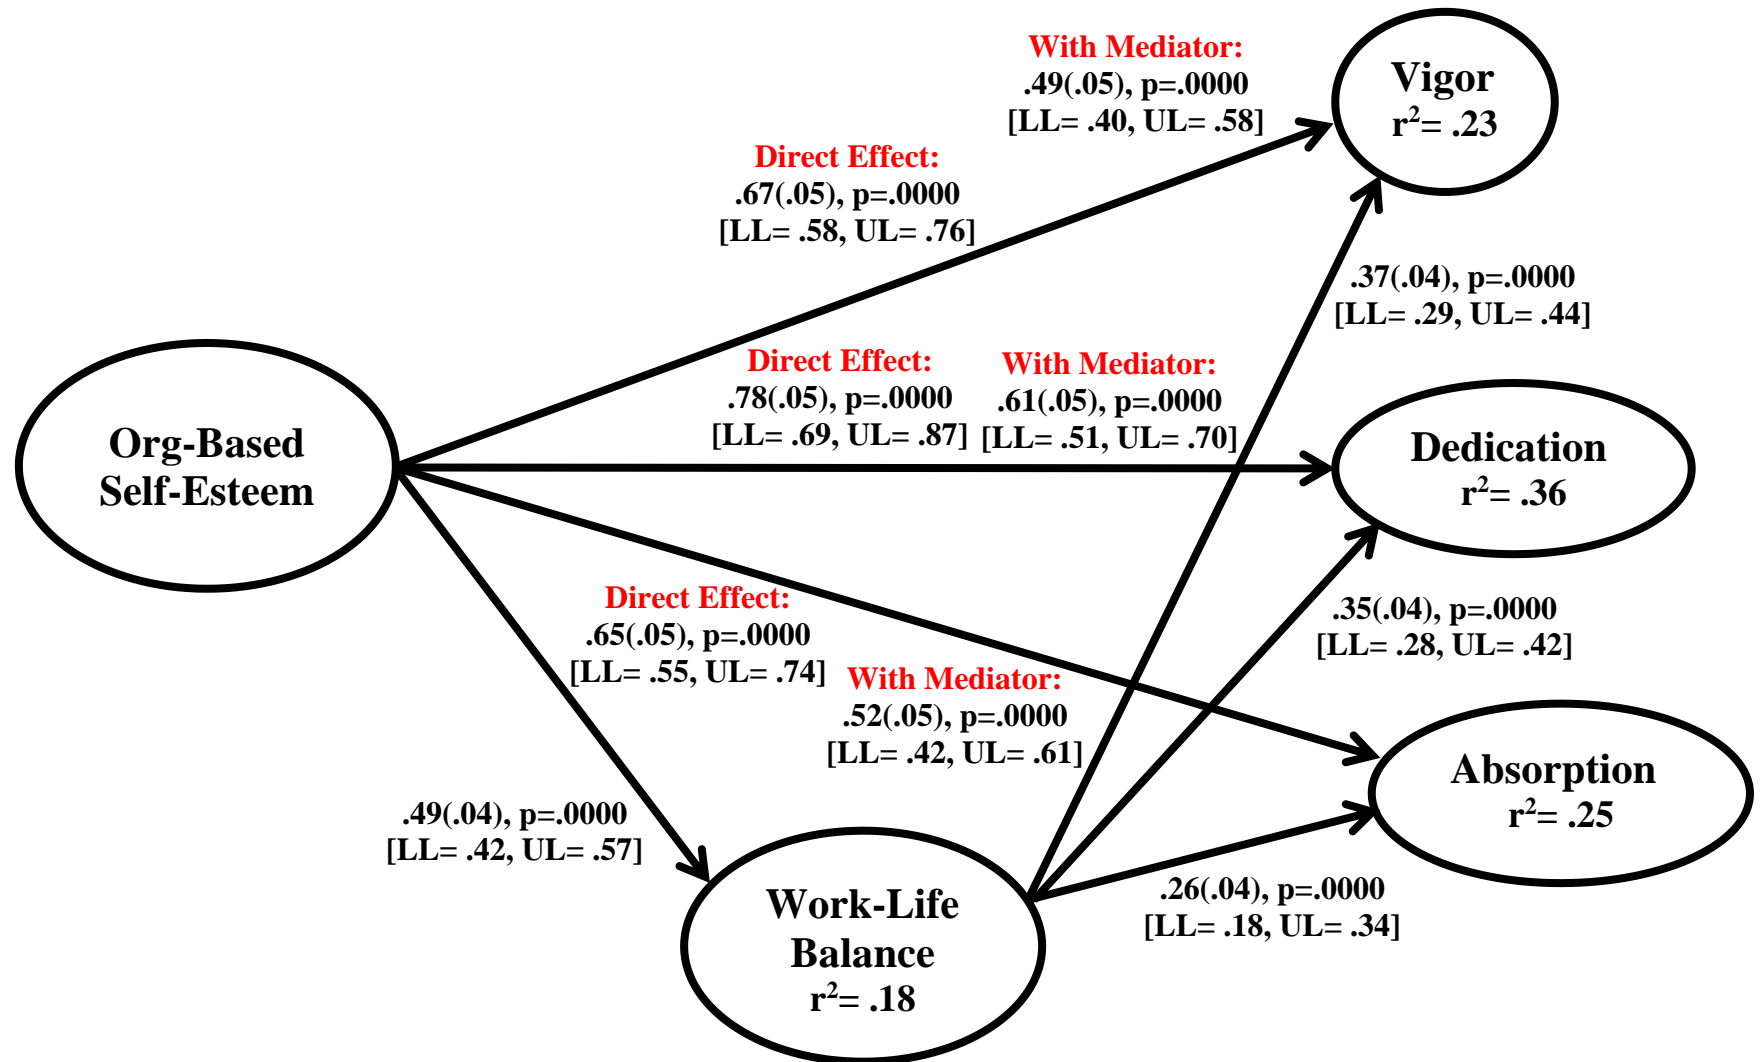 With Mediator:
.49(.05), p=.0000
[LL= .40, UL= .58]
Vigor
r²= .23
Direct Effect:
.67(.05), p=.0000
[LL= .58, UL= .76]
.37(.04), p=.0000
[LL= .29, UL= .44]
Direct Effect:
.78(.05), p=.0000
[LL= .69, UL= .87]
With Mediator:
.61(.05), p=.0000
[LL= .51, UL= .70]
Org-Based
Self-Esteem
Dedication
r²= .36
Direct Effect:
.65(.05), p=.0000
[LL= .55, UL= .74]
.35(.04), p=.0000
[LL= .28, UL= .42]
With Mediator:
.52(.05), p=.0000
[LL= .42, UL= .61]
Absorption
r²= .25
.49(.04), p=.0000
[LL= .42, UL= .57]
.26(.04), p=.0000
[LL= .18, UL= .34]
Work-Life
Balance
r²= .18